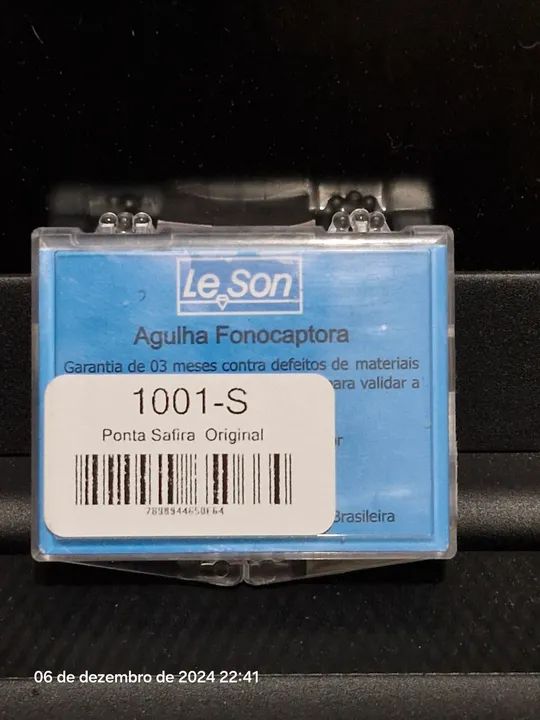 Le Son
Agulha Fonocaptora
Garantia de 03 meses contra defeitos de materiais
para validar a
1001-S
Ponta Safira Original
Brasileira
06 de dezembro de 2024 22:41